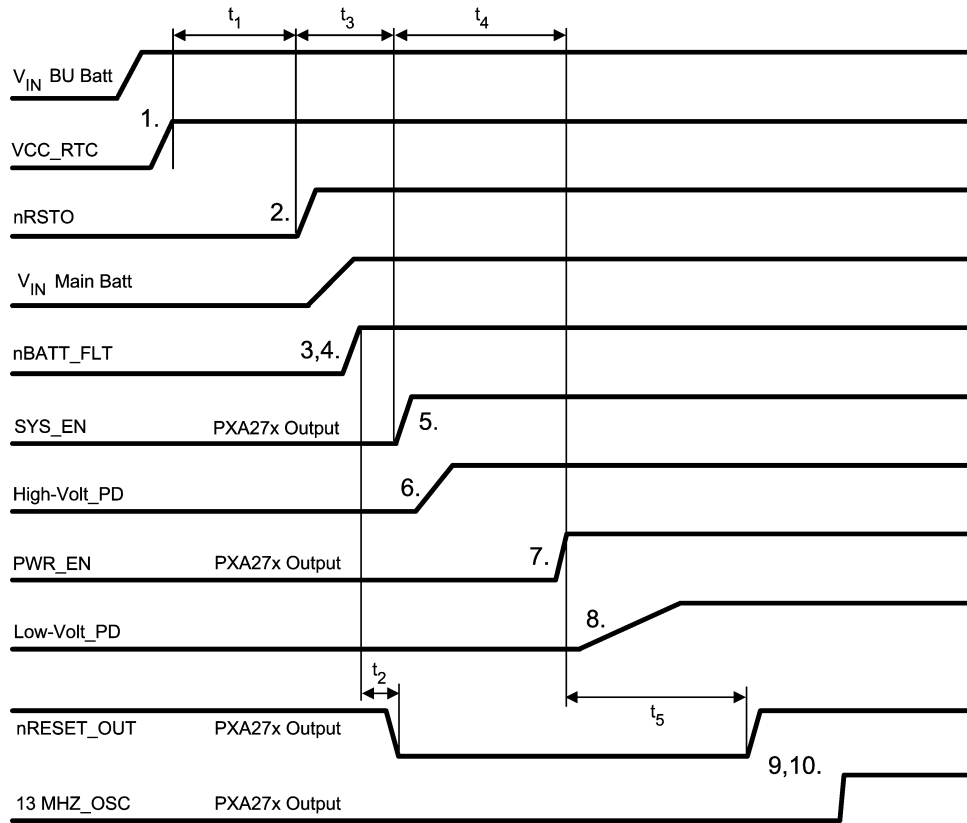 t1 t3 t4
VIN BU Batt
1.
VCC_RTC
nRSTO 2.
VIN Main Batt
nBATT_FLT 3,4.
SYS_EN PXA27x Output 5.
High-Volt_PD 6.
PWR_EN PXA27x Output 7.
Low-Volt_PD 8.
t2
t5
nRESET_OUT PXA27x Output
9,10.
13 MHZ_OSC PXA27x Output